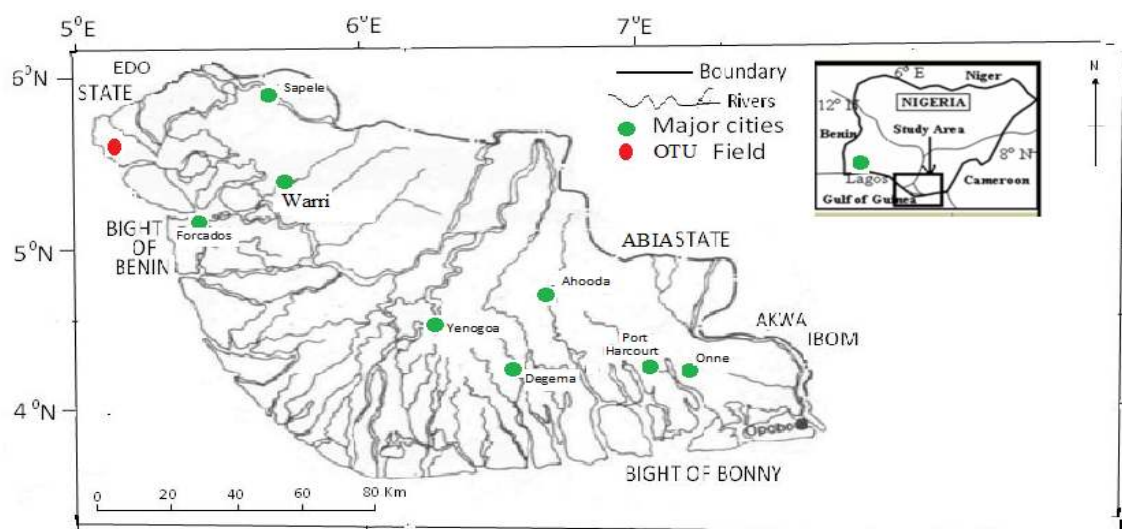 5°E
6°E
7°E
6°N
5°N
4°N
EDO
STATE
Sapele
Warri
Forcados
BIGHT
OF
BENIN
ABIA STATE
Ahooda
Yenogoa
Degema
Port
Harcourt
Onne
AKWA
IBOM
Opobo
BIGHT OF BONNY
0 20 40 60 80 Km
Boundary
Rivers
Major cities
OTU Field
6° E
Niger
12° N
NIGERIA
Benin
Study Area
8° N
Lagos
Cameroon
Gulf of Guinea
N